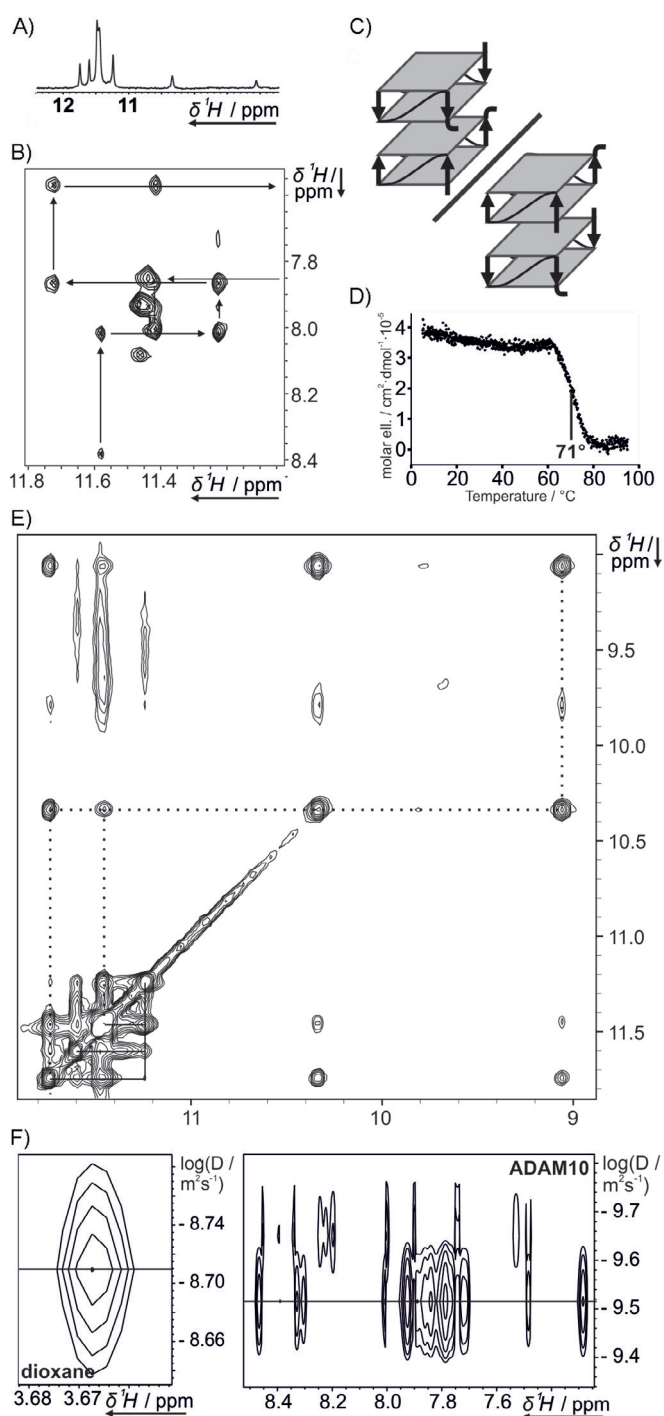 A)
12 11
δ ¹H / ppm
B)
δ ¹H /
ppm
7.8
8.0
8.2
8.4
11.8 11.6 11.4
δ ¹H / ppm
C)
D)
molar ell. / cm²·dmol⁻¹·10⁻⁵
4
3
2
1
0
71°
0 20 40 60 80 100
Temperature / °C
E)
δ ¹H /
ppm
9.5
10.0
10.5
11.0
11.5
11 10 9
F)
log(D /
m²s⁻¹)
- 8.74
- 8.70
- 8.66
dioxane
3.68 3.67
δ ¹H / ppm
ADAM10
log(D /
m²s⁻¹)
- 9.7
- 9.6
- 9.5
- 9.4
8.4 8.2 8.0 7.8 7.6
δ ¹H / ppm